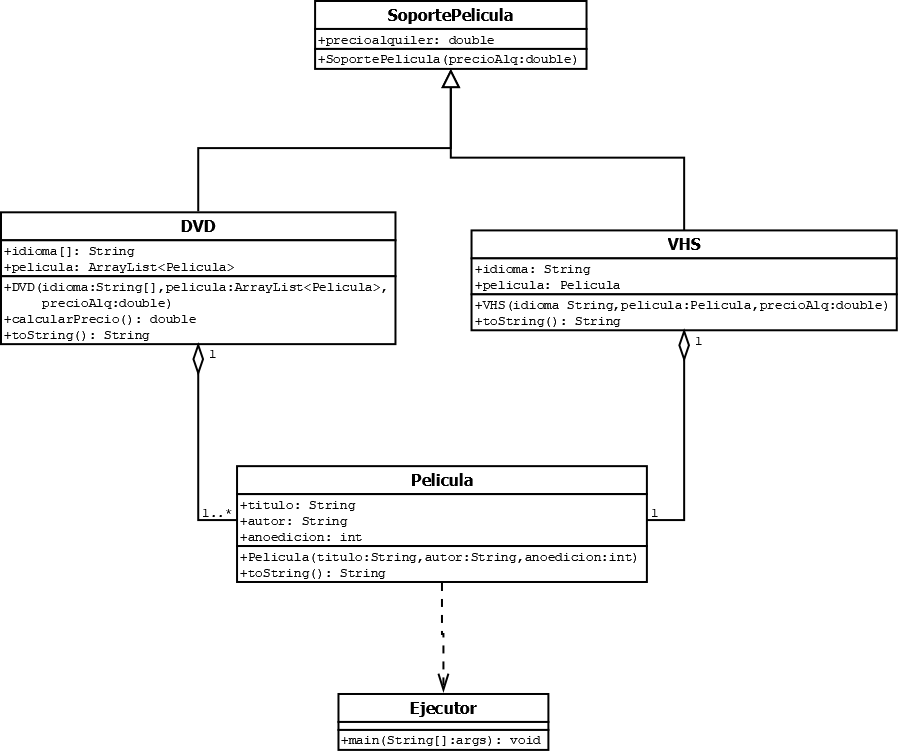 SoportePelicula
+precioalquiler: double
+SoportePelicula(precioAlq:double)
DVD
+idioma[]: String
+pelicula: ArrayList<Pelicula>
+DVD(idioma:String[],pelicula:ArrayList<Pelicula>,
precioAlq:double)
+calcularPrecio(): double
+toString(): String
1
VHS
+idioma: String
+pelicula: Pelicula
+VHS(idioma String,pelicula:Pelicula,precioAlq:double)
+toString(): String
1
Pelicula
+titulo: String
+autor: String
+anoedicion: int
+Pelicula(titulo:String,autor:String,anoedicion:int)
+toString(): String
1..*
1
Ejecutor
+main(String[]:args): void